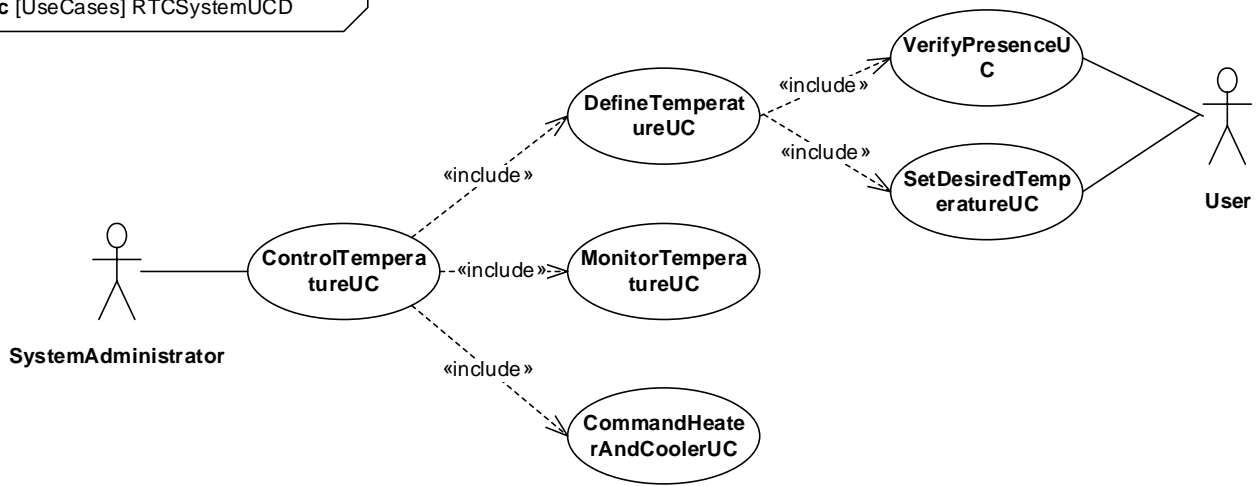 c [UseCases] RTCSystemUCD
VerifyPresenceU
C
«include»
DefineTemperat
ureUC
«include»
SetDesiredTemp
eratureUC
User
«include»
ControlTempera
tureUC
«include»
MonitorTempera
tureUC
SystemAdministrator
«include»
CommandHeate
rAndCoolerUC